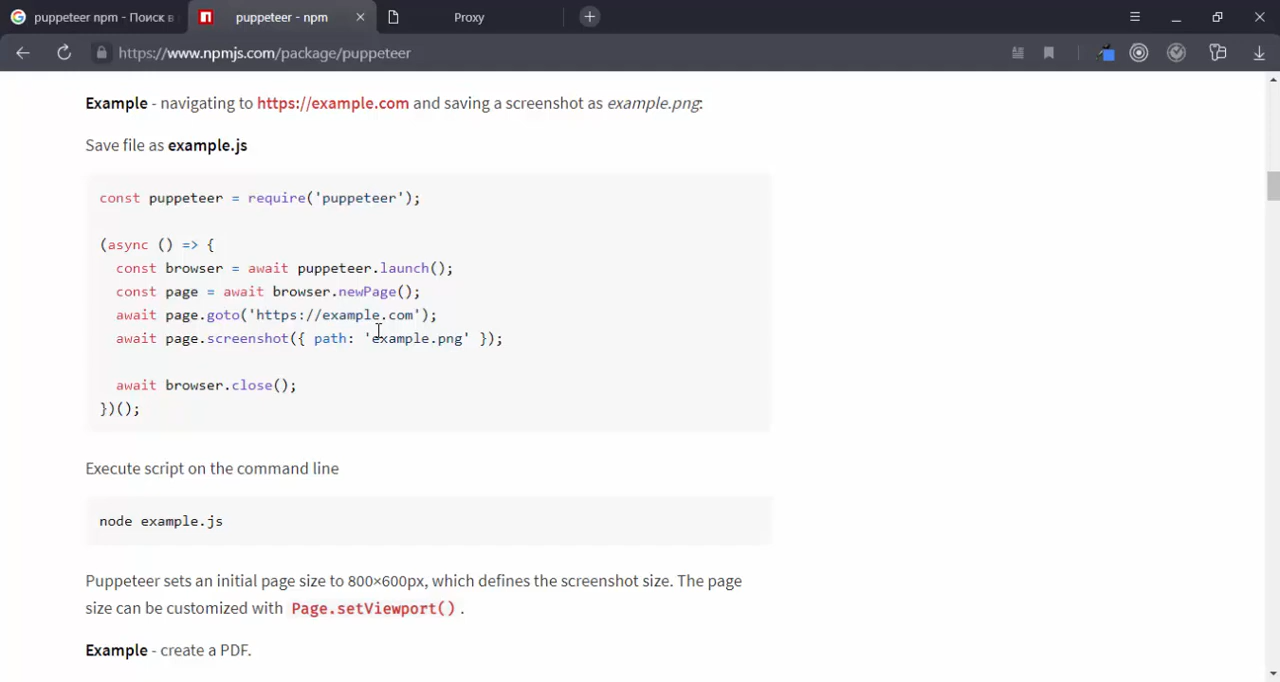 puppeteer npm - Поиск в
puppeteer - npm
Proxy
https://www.npmjs.com/package/puppeteer
Example - navigating to https://example.com and saving a screenshot as example.png:
Save file as example.js
const puppeteer = require('puppeteer');
(async () => {
const browser = await puppeteer.launch();
const page = await browser.newPage();
await page.goto('https://example.com');
await page.screenshot({ path: 'example.png' });
await browser.close();
})();
Execute script on the command line
node example.js
Puppeteer sets an initial page size to 800×600px, which defines the screenshot size. The page
size can be customized with Page.setViewport() .
Example - create a PDF.